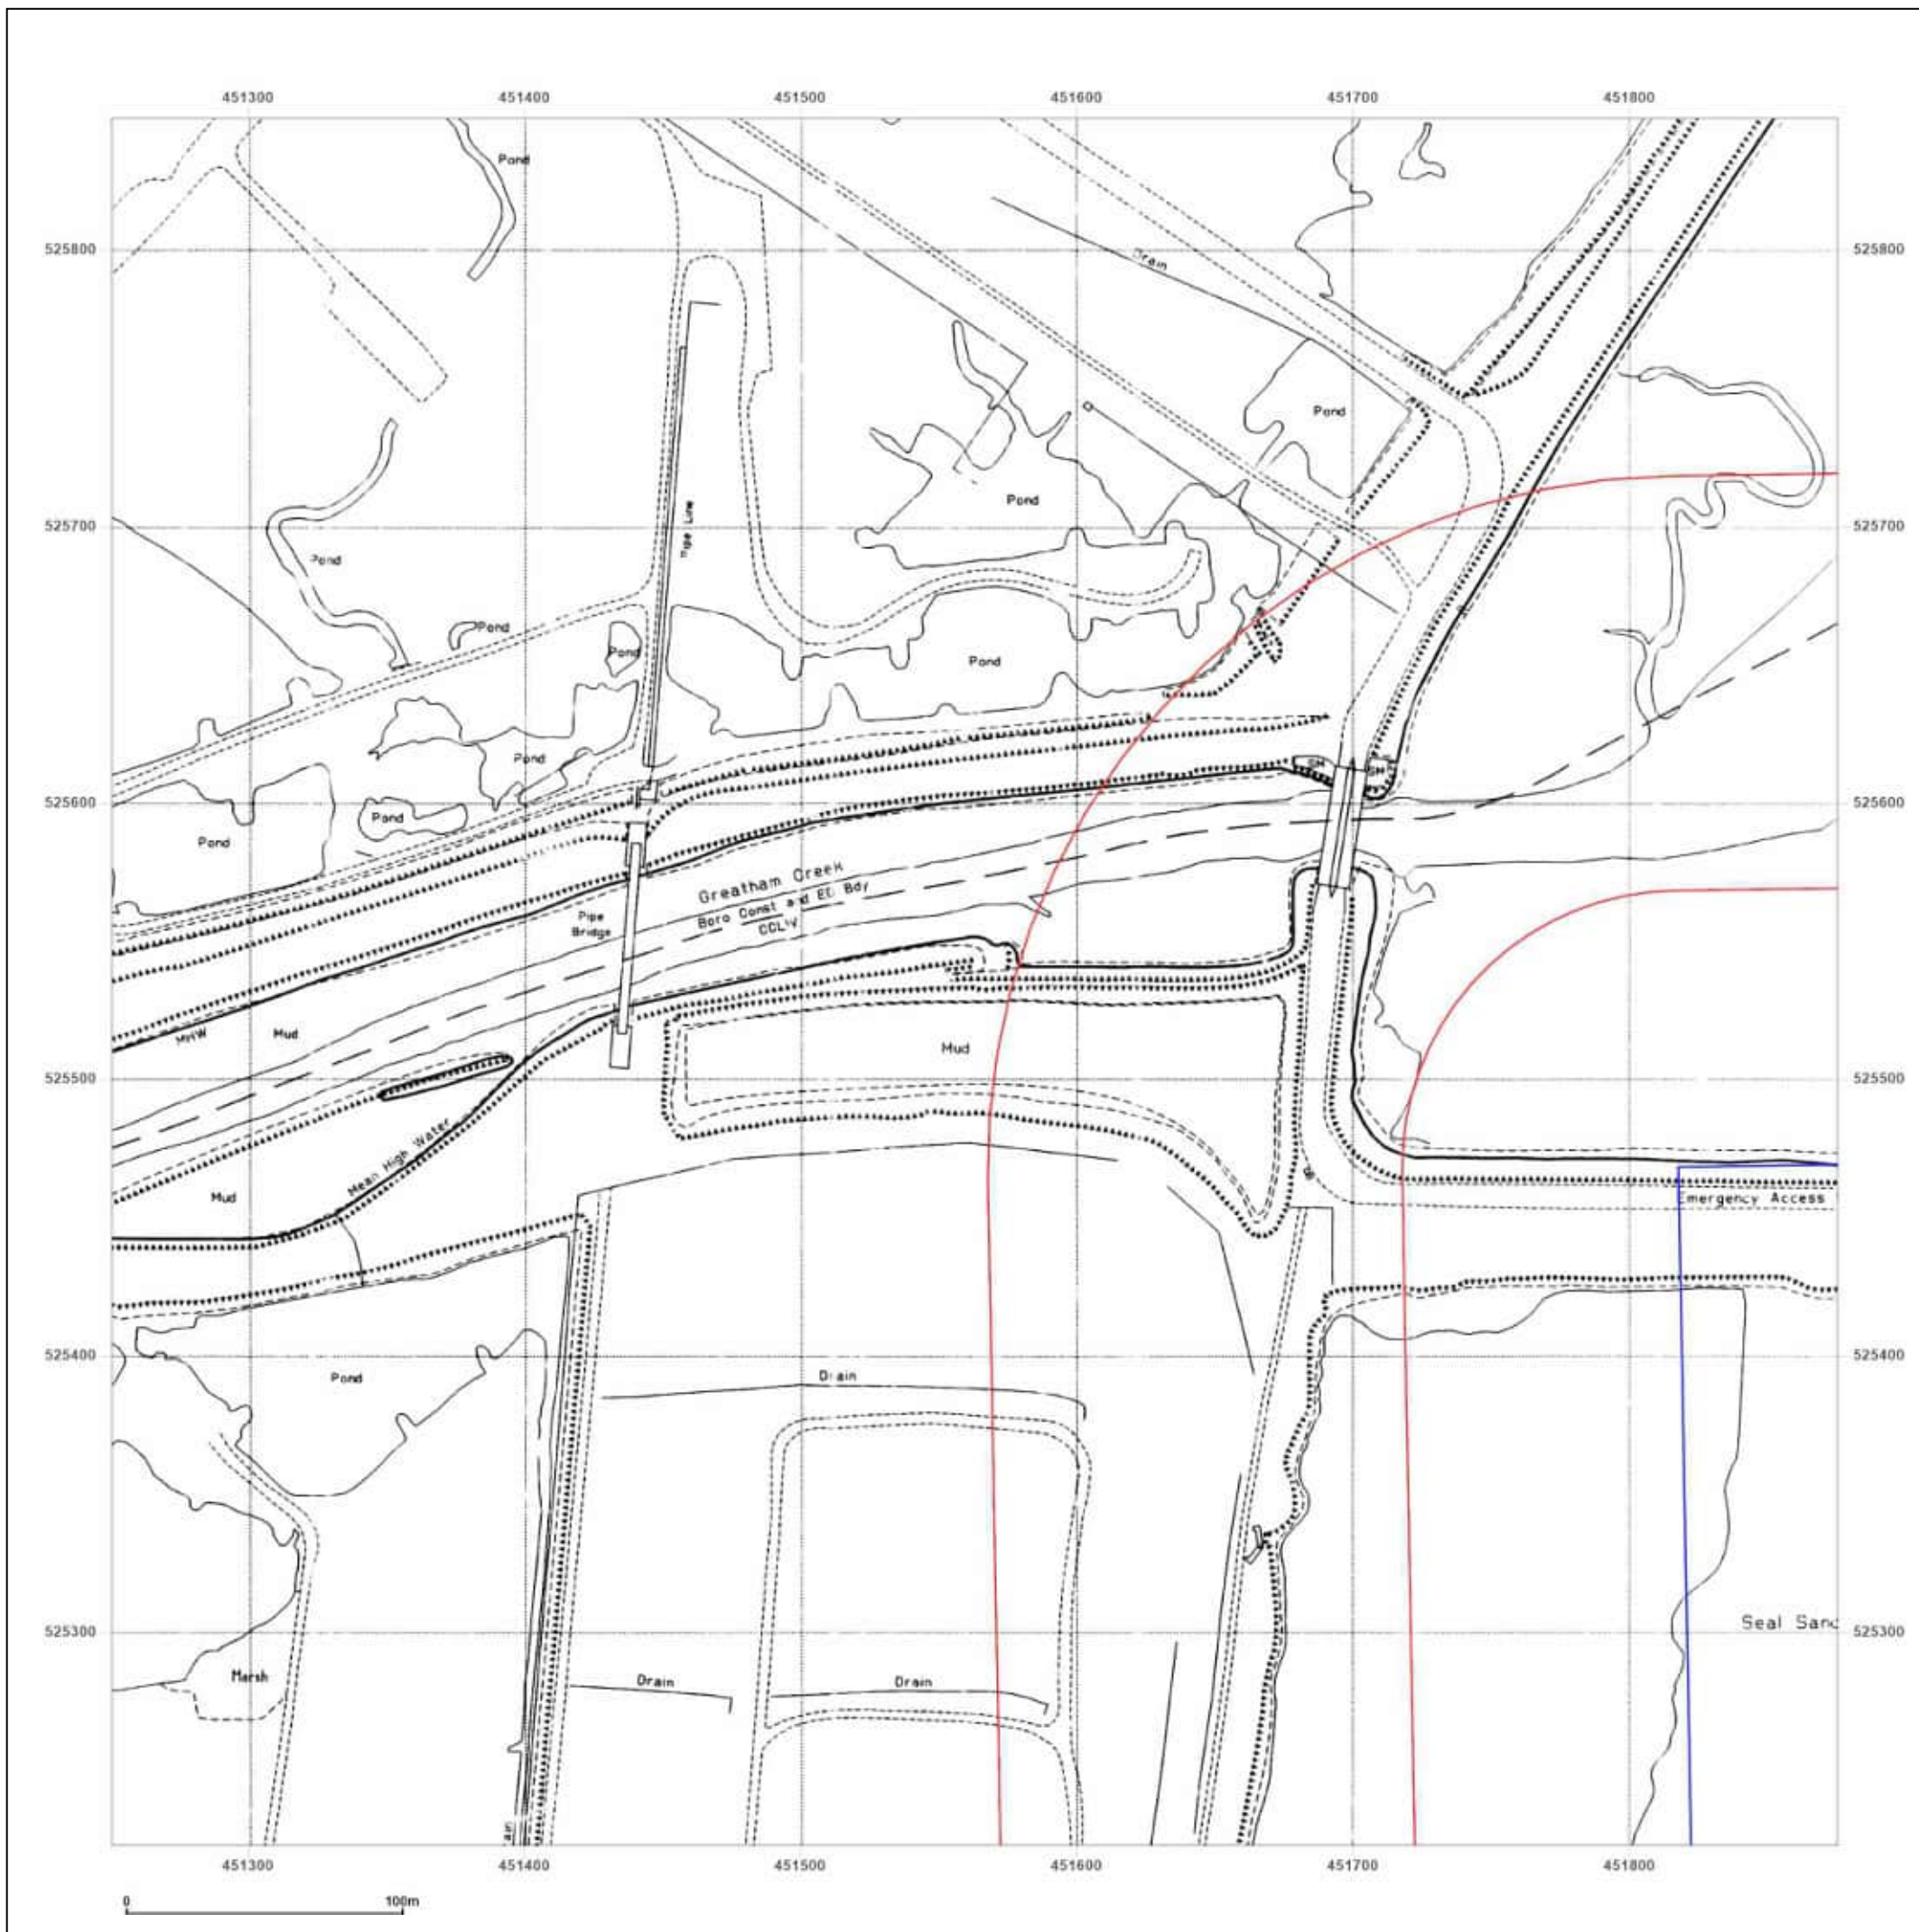 451300 451400 451500 451600 451700 451800
Pond
525800 525800
Drain
Pond
Pond
Pipe Line
525700 525700
Pond
Pond
Pond
Pond
Pond
SM SM
525600 525600
Pond
Pond
Greatham Creek
Boro Const and ED Bdy
CCLW
Pipe
Bridge
MHW
Mud
Mud
525500 525500
Mean High Water
Mud
Emergency Access
525400 525400
Drain
Pond
525300 525300
Seal Sand
Marsh
Drain
Drain
451300 451400 451500 451600 451700 451800
0 100m